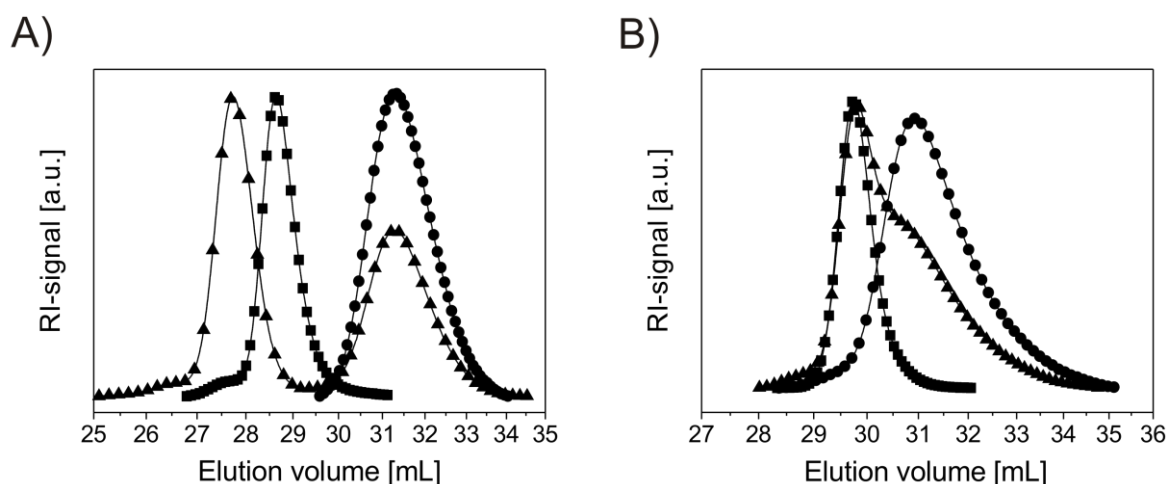 A)
RI-signal [a.u.]
25 26 27 28 29 30 31 32 33 34 35
Elution volume [mL]
B)
RI-signal [a.u.]
27 28 29 30 31 32 33 34 35 36
Elution volume [mL]